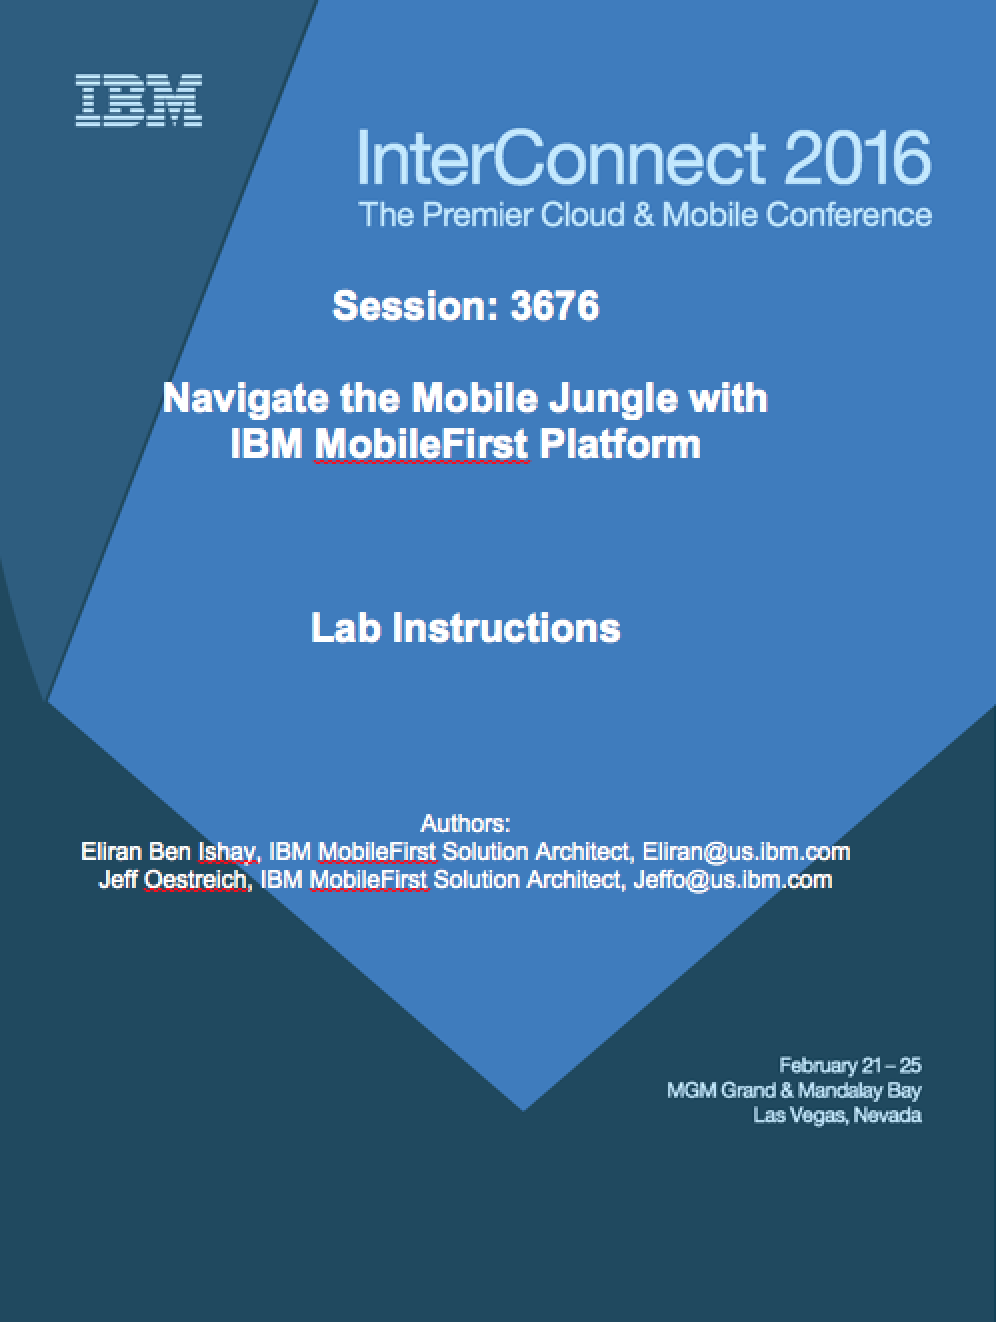 IBM
InterConnect 2016
The Premier Cloud & Mobile Conference
Session: 3676
Navigate the Mobile Jungle with
IBM MobileFirst Platform
Lab Instructions
Authors:
Eliran Ben Ishay, IBM MobileFirst Solution Architect, Eliran@us.ibm.com
Jeff Oestreich, IBM MobileFirst Solution Architect, Jeffo@us.ibm.com
February 21 – 25
MGM Grand & Mandalay Bay
Las Vegas, Nevada